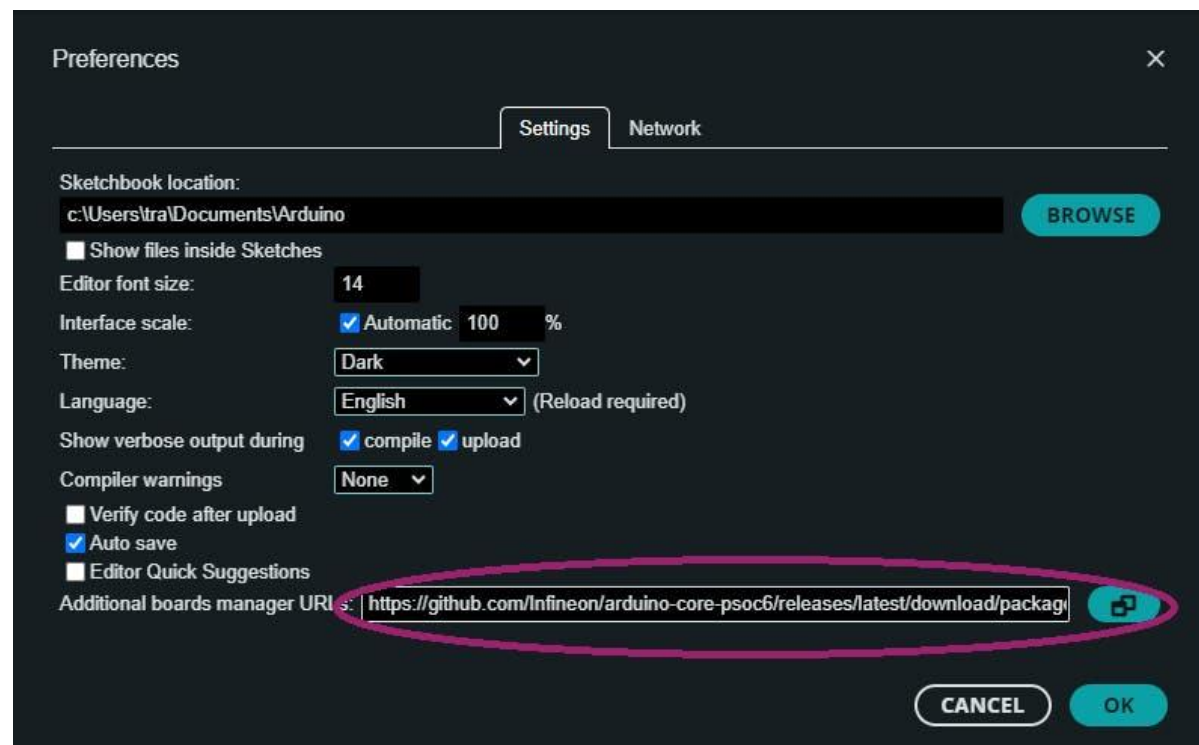 Preferences
Settings Network
Sketchbook location:
c:\Users\tra\Documents\Arduino BROWSE
Show files inside Sketches
Editor font size: 14
Interface scale: Automatic 100 %
Theme: Dark
Language: English (Reload required)
Show verbose output during compile upload
Compiler warnings None
Verify code after upload
Auto save
Editor Quick Suggestions
Additional boards manager URLs: https://github.com/Infineon/arduino-core-psoc6/releases/latest/download/package
CANCEL OK